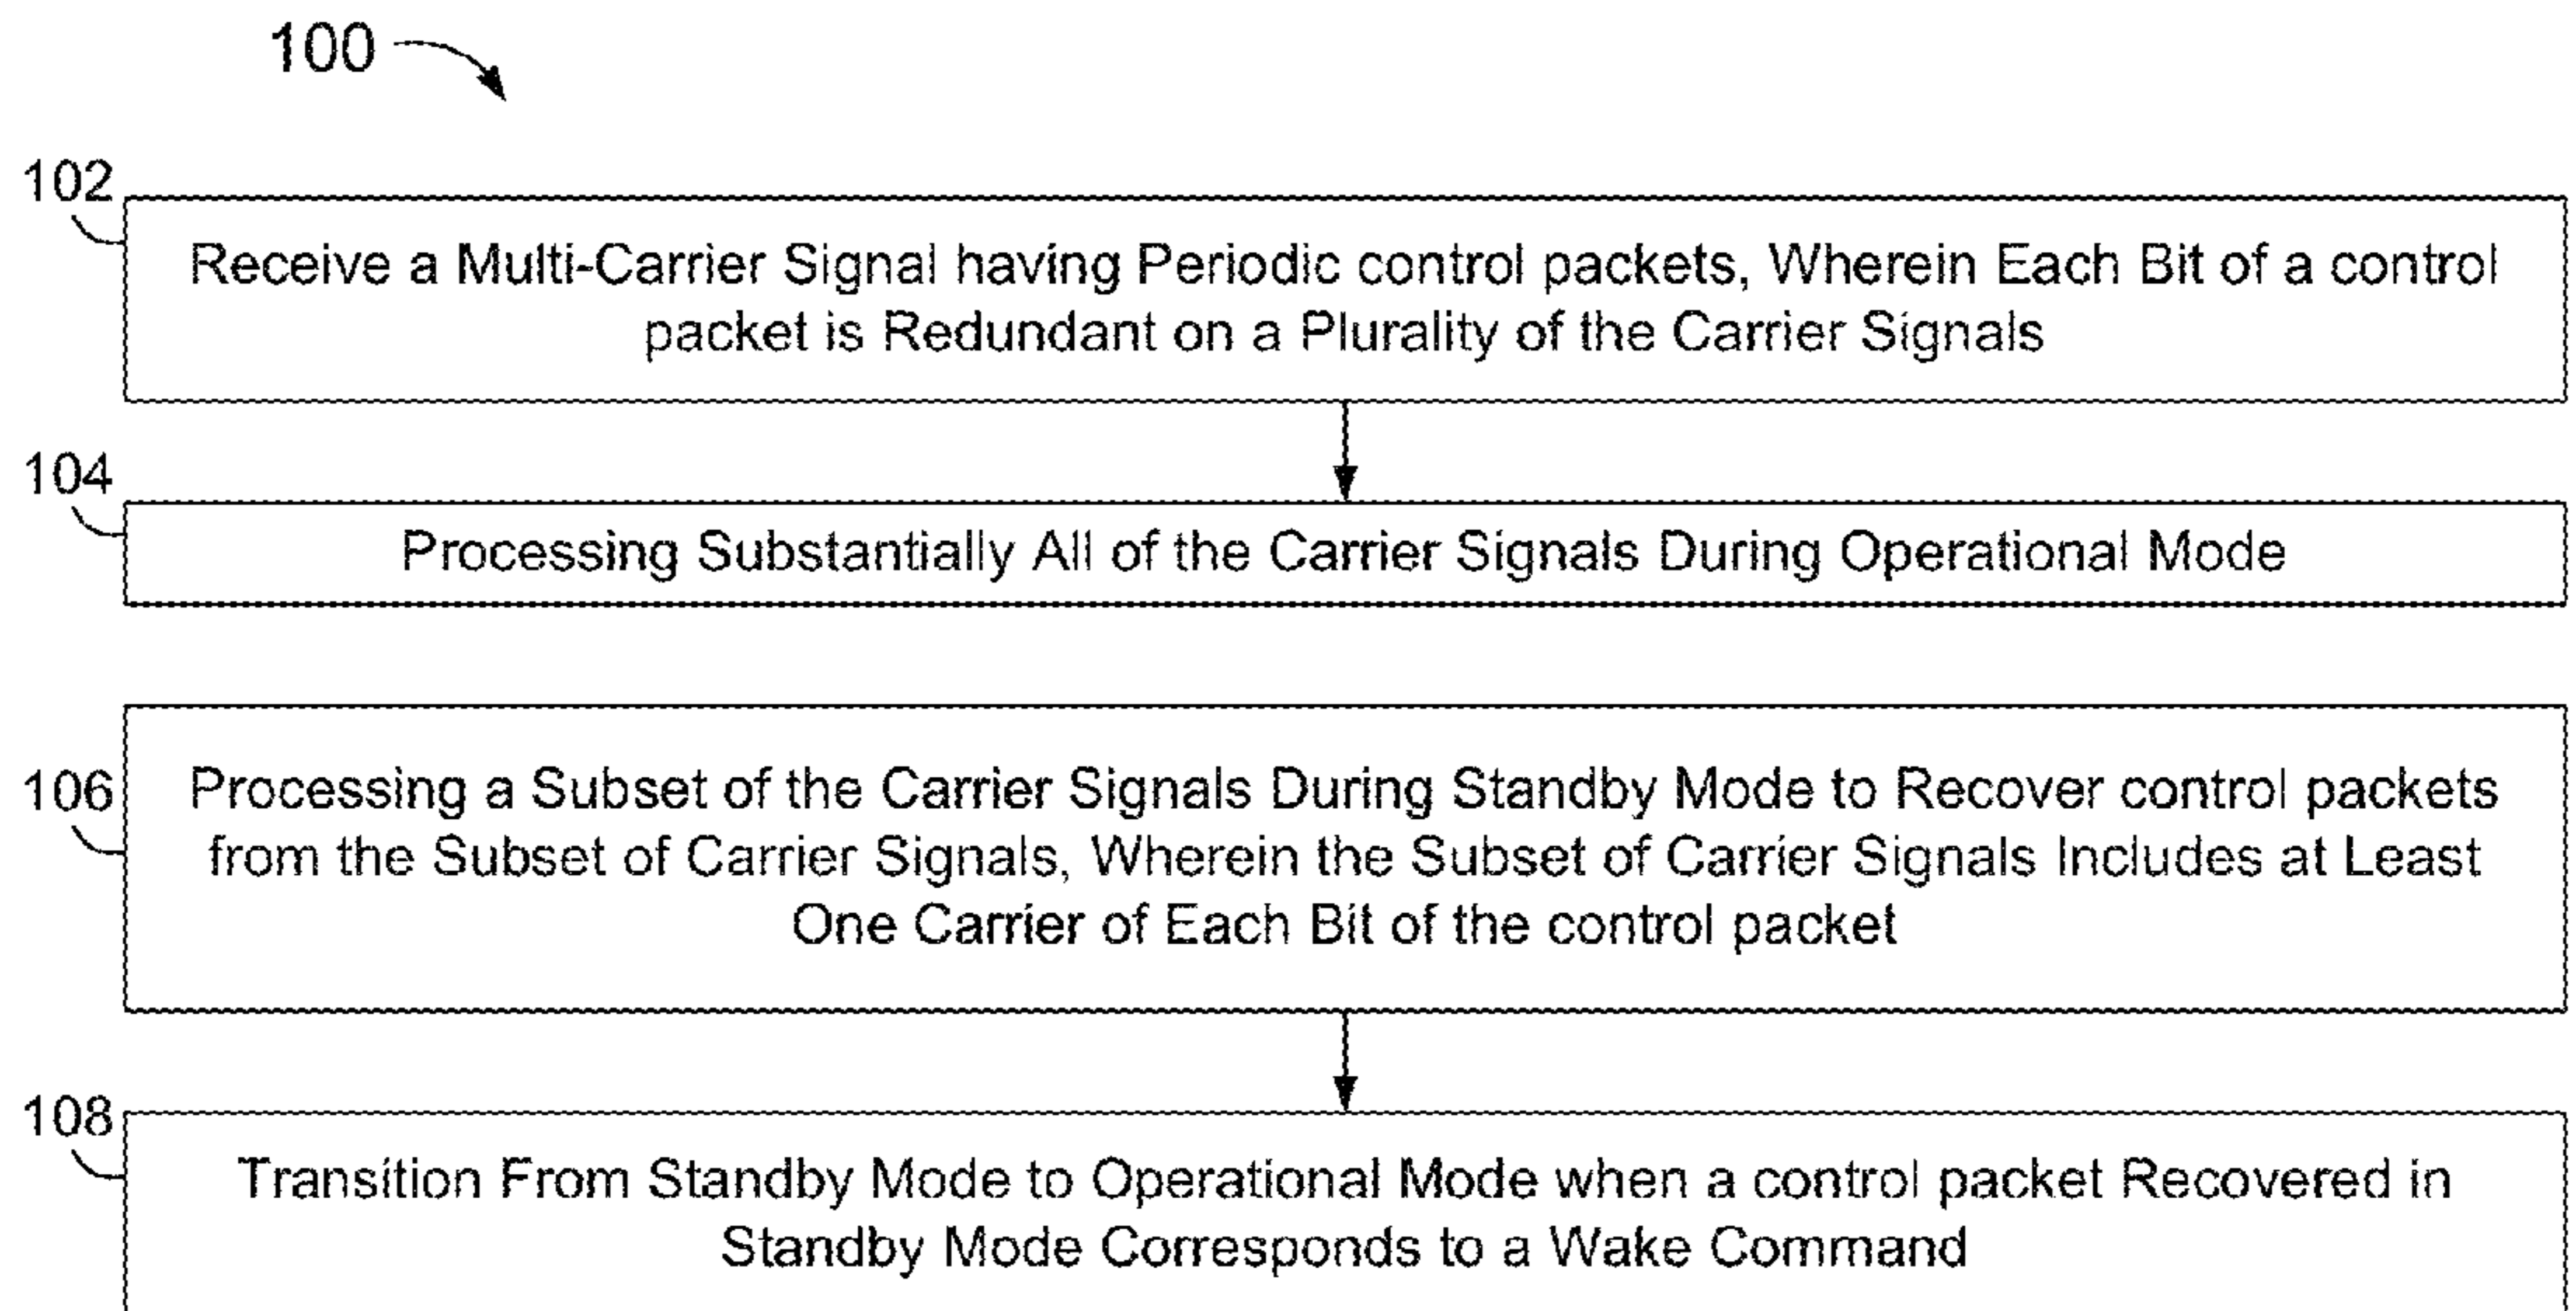 100
102
Receive a Multi-Carrier Signal having Periodic control packets, Wherein Each Bit of a control
packet is Redundant on a Plurality of the Carrier Signals
104
Processing Substantially All of the Carrier Signals During Operational Mode
106
Processing a Subset of the Carrier Signals During Standby Mode to Recover control packets
from the Subset of Carrier Signals, Wherein the Subset of Carrier Signals Includes at Least
One Carrier of Each Bit of the control packet
108
Transition From Standby Mode to Operational Mode when a control packet Recovered in
Standby Mode Corresponds to a Wake Command